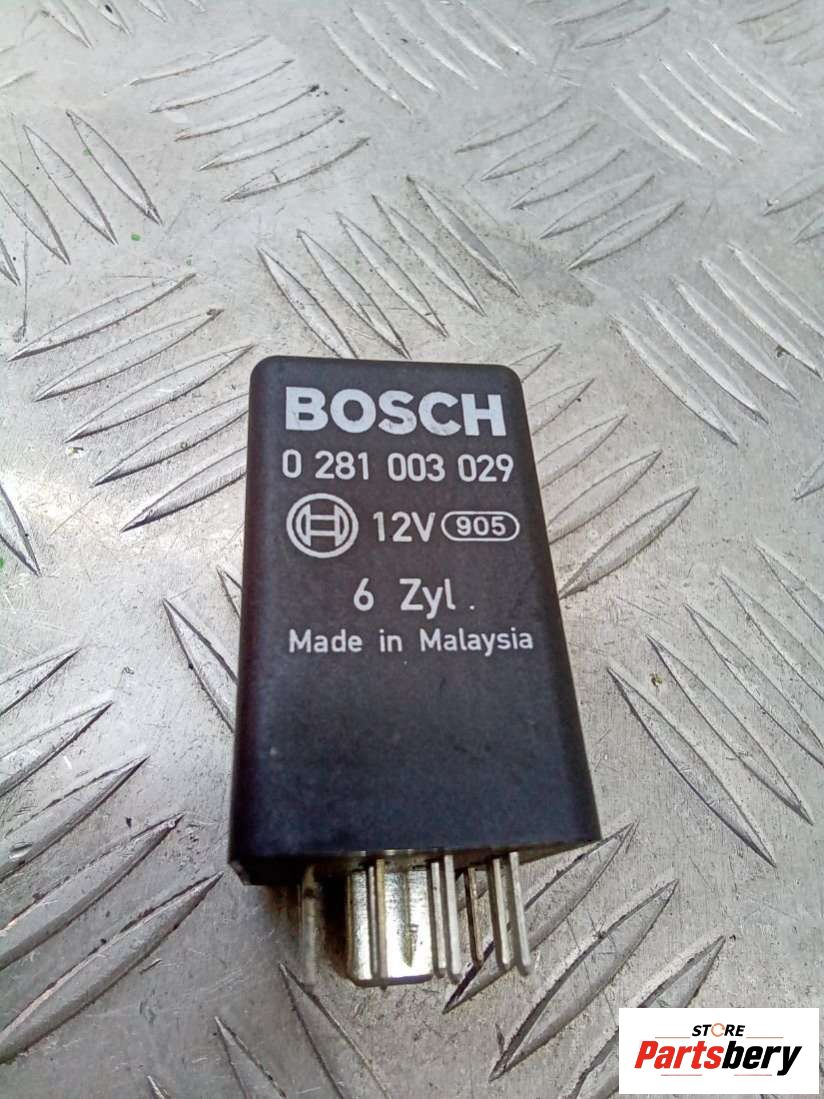 BOSCH
0 281 003 029
12V 905
6 Zyl.
Made in Malaysia
STORE
Partsbery